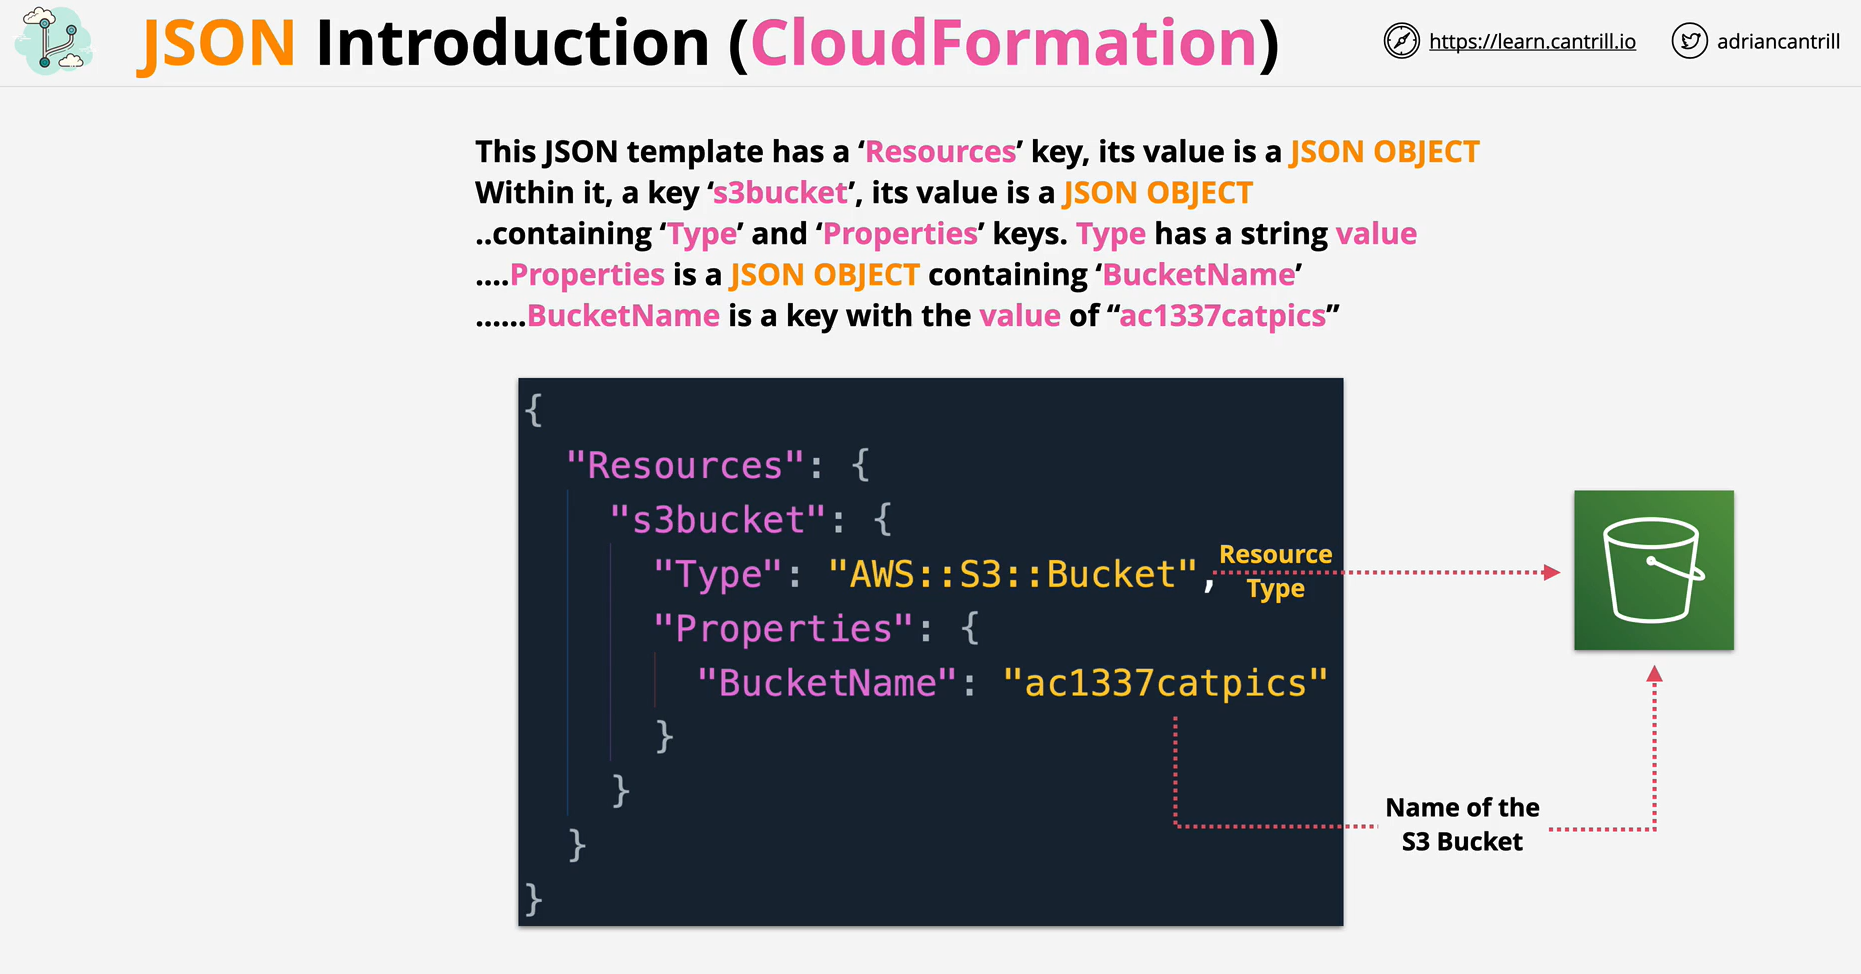 JSON Introduction (CloudFormation)
https://learn.cantrill.io
adriancantrill
This JSON template has a ‘Resources’ key, its value is a JSON OBJECT
Within it, a key ‘s3bucket’, its value is a JSON OBJECT
..containing ‘Type’ and ‘Properties’ keys. Type has a string value
....Properties is a JSON OBJECT containing ‘BucketName’
......BucketName is a key with the value of “ac1337catpics”
{
"Resources": {
"s3bucket": {
"Type": "AWS::S3::Bucket",
"Properties": {
"BucketName": "ac1337catpics"
}
}
}
}
Resource
Type
Name of the
S3 Bucket